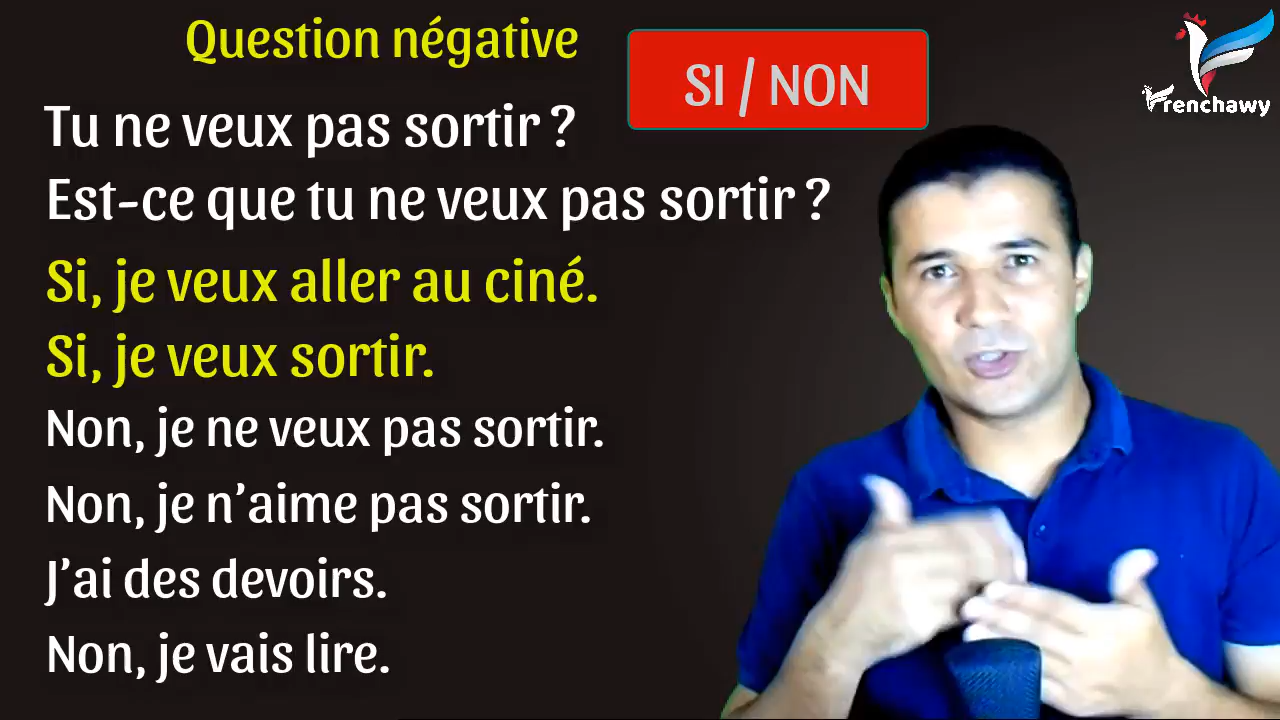 Question négative
SI / NON
Frenchawy
Tu ne veux pas sortir ?
Est-ce que tu ne veux pas sortir ?
Si, je veux aller au ciné.
Si, je veux sortir.
Non, je ne veux pas sortir.
Non, je n’aime pas sortir.
J’ai des devoirs.
Non, je vais lire.